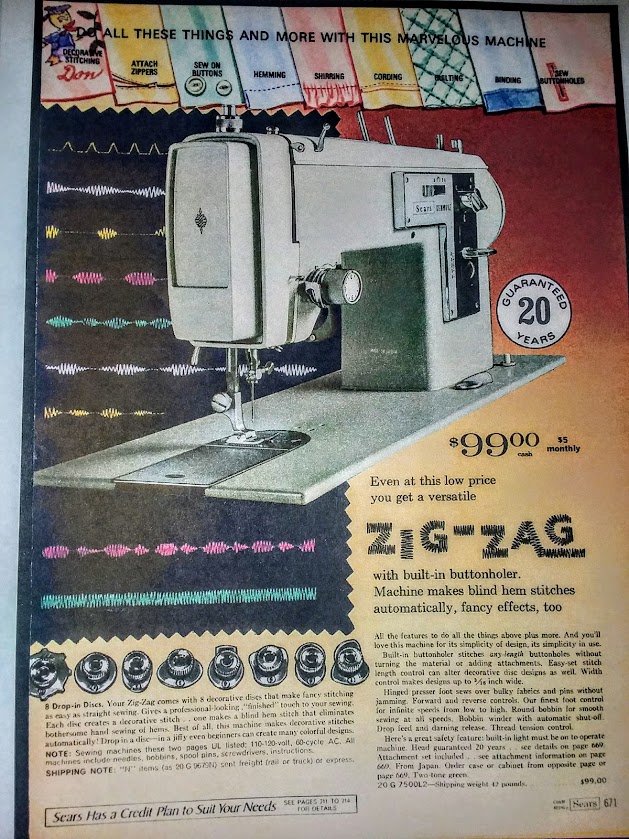 DO ALL THESE THINGS AND MORE WITH THIS MARVELOUS MACHINE
DECORATIVE
STITCHING
Don
ATTACH
ZIPPERS
SEW ON
BUTTONS
HEMMING
SHIRRING
CORDING
QUILTING
BINDING
SEW
BUTTONHOLES
Sears
GUARANTEED
20
YEARS
$99.00
cash
$5
monthly
Even at this low price
you get a versatile
ZIG-ZAG
with built-in buttonholer.
Machine makes blind hem stitches
automatically, fancy effects, too
All the features to do all the things above plus more. And you'll
love this machine for its simplicity of design, its simplicity in use.
Built-in buttonholer stitches any-length buttonholes without
turning the material or adding attachments. Easy-set stitch
length control can alter decorative disc designs as well. Width
control makes designs up to 3/16 inch wide.
Hinged presser foot sews over bulky fabrics and pins without
jamming. Forward and reverse controls. Our finest foot control
for infinite speeds from low to high. Round bobbin for smooth
sewing at all speeds. Bobbin winder with automatic shut-off.
Drop feed and darning release. Thread tension control.
Here's a great safety feature: built-in light must be on to operate
machine. Head guaranteed 20 years . . see details on page 669.
Attachment set included . . see attachment information on page
669. From Japan. Order case or cabinet from opposite page or
page 669. Two-tone green.
20 G 7500L2—Shipping weight 42 pounds. $99.00
8 Drop-in Discs. Your Zig-Zag comes with 8 decorative discs that make fancy stitching
as easy as straight sewing. Gives a professional-looking "finished" touch to your sewing.
Each disc creates a decorative stitch . . one makes a blind hem stitch that eliminates
bothersome hand sewing of hems. Best of all, this machine makes decorative stitches
automatically! Drop in a disc—in a jiffy even beginners can create many colorful designs.
NOTE: Sewing machines these two pages UL listed; 110-120-volt, 60-cycle AC. All
machines include needles, bobbins, spool pins, screwdrivers, instructions.
SHIPPING NOTE: "N" items (as 20 G 9679N) sent freight (rail or truck) or express.
Sears Has a Credit Plan to Suit Your Needs
SEE PAGES 711 TO 714
FOR DETAILS
Sears 671